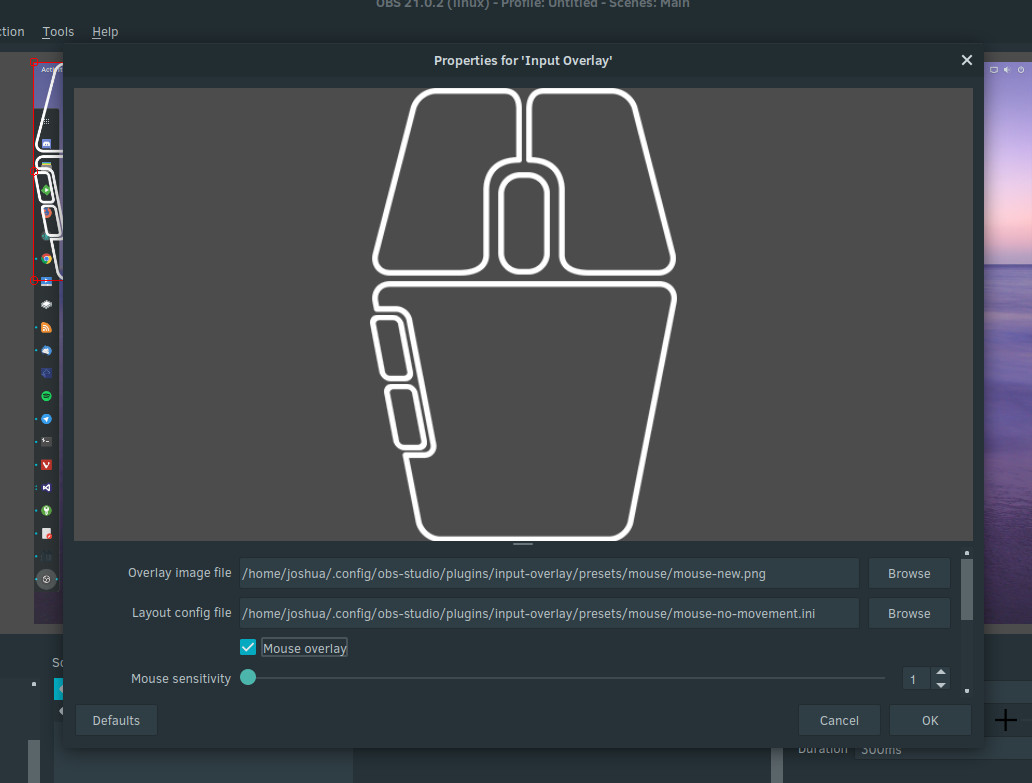 OBS 21.0.2 (linux) - Profile: Untitled - Scenes: Main
ction Tools Help
Properties for 'Input Overlay'
Overlay image file /home/joshua/.config/obs-studio/plugins/input-overlay/presets/mouse/mouse-new.png Browse
Layout config file /home/joshua/.config/obs-studio/plugins/input-overlay/presets/mouse/mouse-no-movement.ini Browse
Mouse overlay
Mouse sensitivity 1
Defaults Cancel OK
Duration 300ms